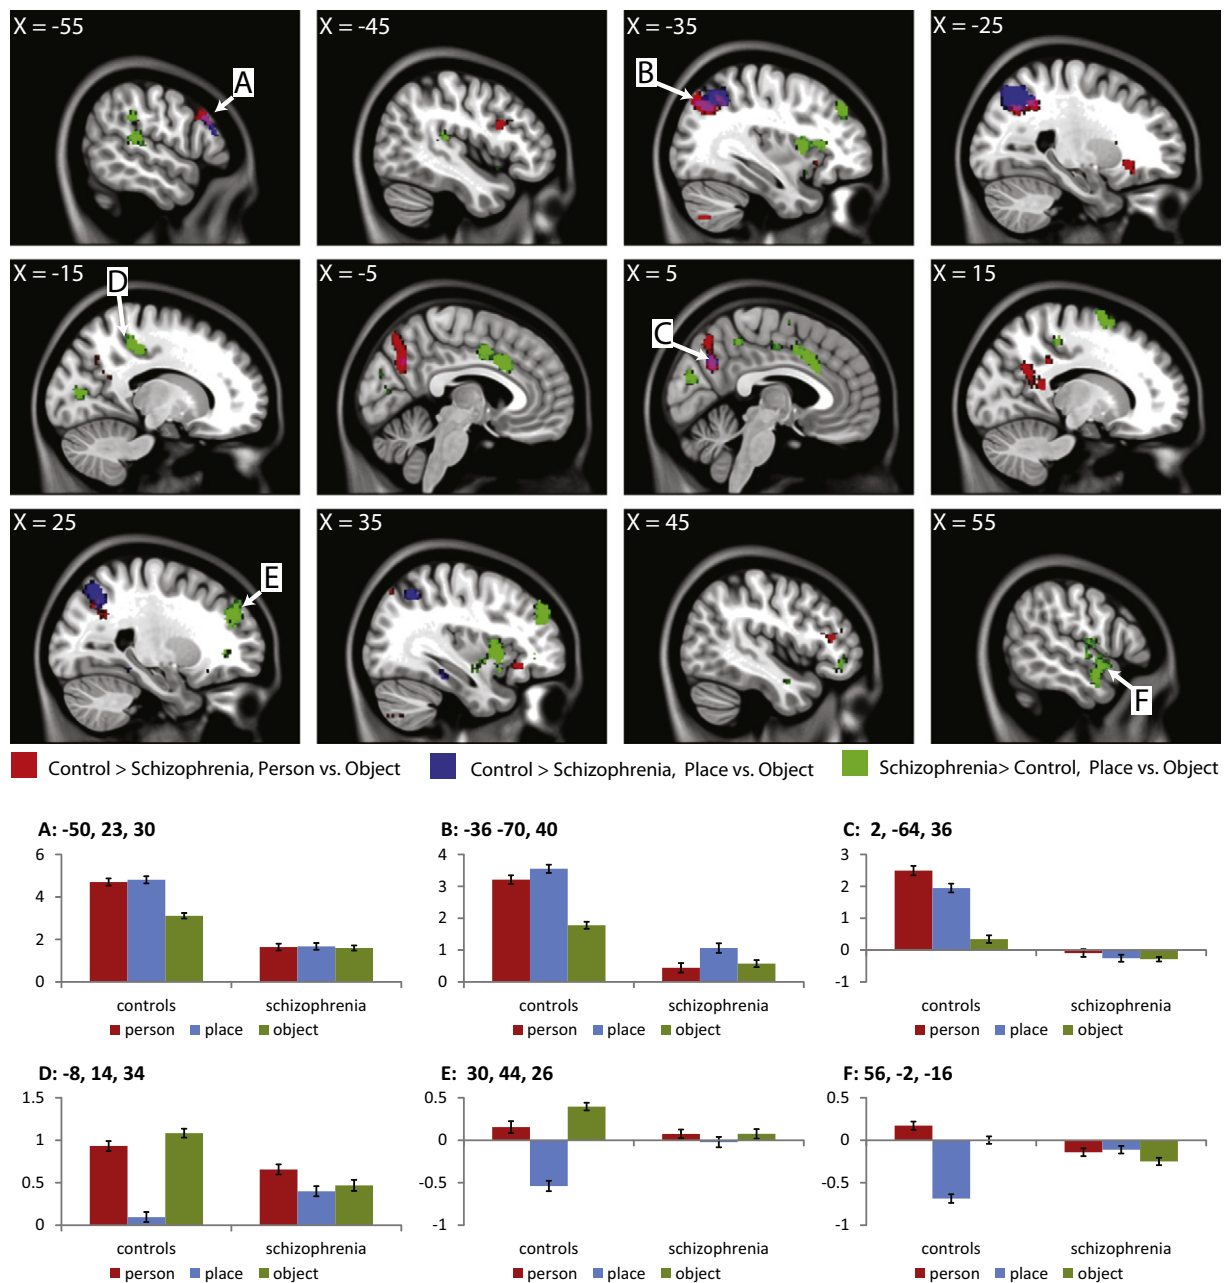 X = -55 X = -45 X = -35 X = -25
A B
X = -15 X = -5 X = 5 X = 15
D C
X = 25 X = 35 X = 45 X = 55
E F
Control > Schizophrenia, Person vs. Object Control > Schizophrenia, Place vs. Object Schizophrenia> Control, Place vs. Object
A: -50, 23, 30 B: -36 -70, 40 C: 2, -64, 36
6 4 3
4 3 2
2 2 1
0 1 0
0 -1
controls schizophrenia controls schizophrenia controls schizophrenia
person place object person place object person place object
D: -8, 14, 34 E: 30, 44, 26 F: 56, -2, -16
1.5 0.5 0.5
1 0 0
0.5 -0.5 -0.5
0 -1 -1
controls schizophrenia controls schizophrenia controls schizophrenia
person place object person place object person place object